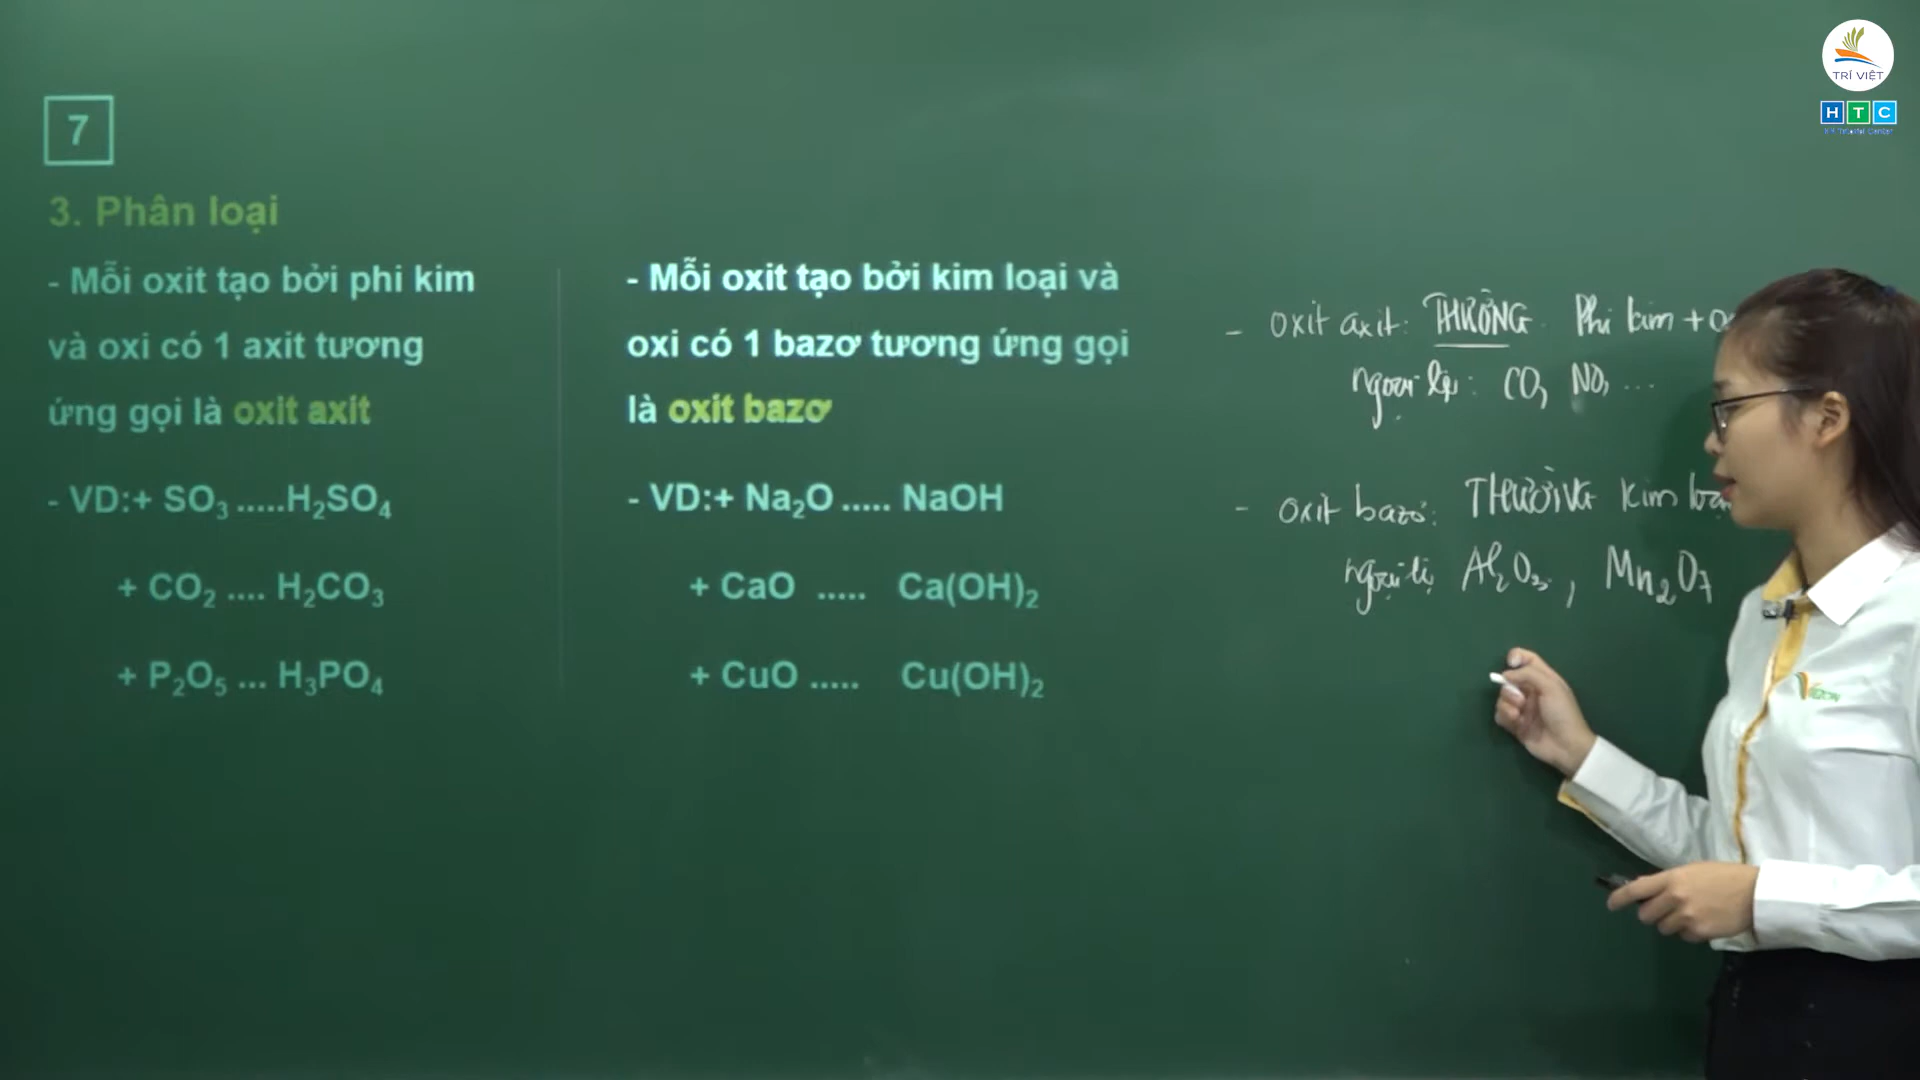 TRÍ VIỆT
HTC
7
3. Phân loại
- Mỗi oxit tạo bởi phi kim
và oxi có 1 axit tương
ứng gọi là oxit axit
- VD:+ SO₃ .....H₂SO₄
+ CO₂ .... H₂CO₃
+ P₂O₅ ... H₃PO₄
- Mỗi oxit tạo bởi kim loại và
oxi có 1 bazơ tương ứng gọi
là oxit bazơ
- VD:+ Na₂O ..... NaOH
+ CaO ..... Ca(OH)₂
+ CuO ..... Cu(OH)₂
- oxit axit: THƯỜNG Phi kim +
ngoại lệ: CO, NO, ...
- oxit bazơ: THƯỜNG Kim
ngoại lệ Al₂O₃, Mn₂O₇